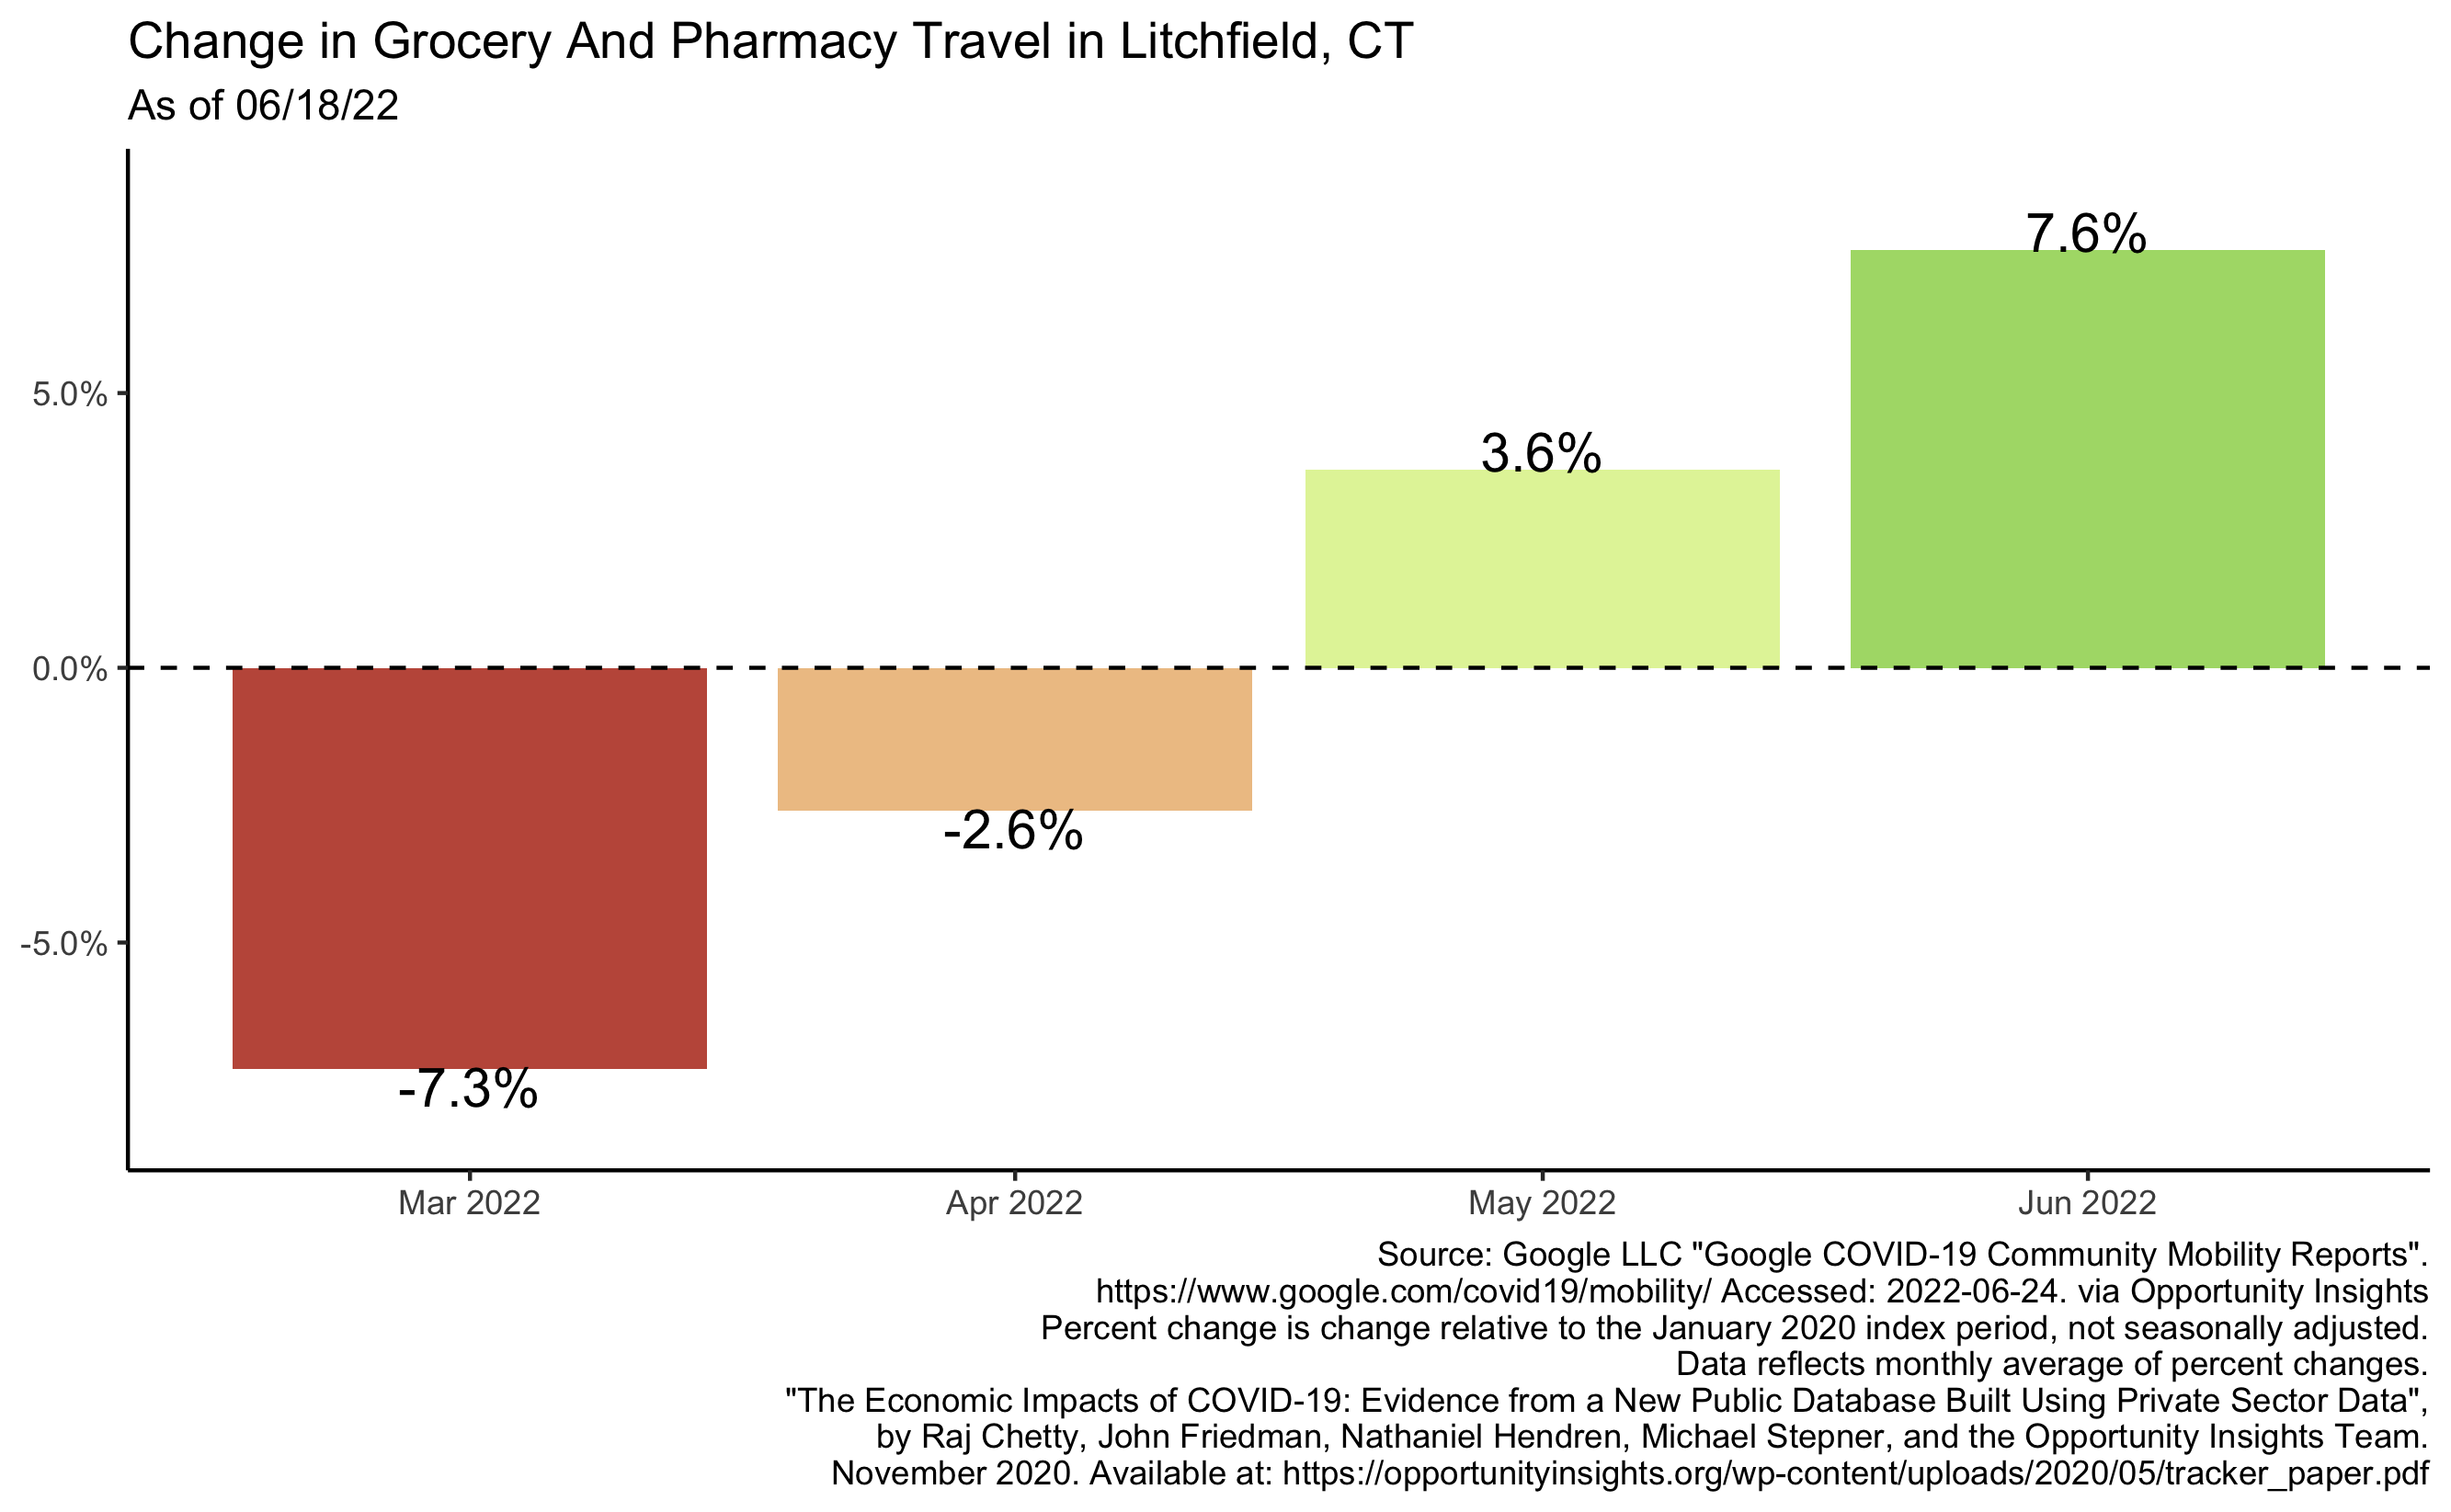 Change in Grocery And Pharmacy Travel in Litchfield, CT
As of 06/18/22
7.6%
5.0%
3.6%
0.0%
-2.6%
-5.0%
-7.3%
Mar 2022
Apr 2022
May 2022
Jun 2022
Source: Google LLC "Google COVID-19 Community Mobility Reports".
https://www.google.com/covid19/mobility/ Accessed: 2022-06-24. via Opportunity Insights
Percent change is change relative to the January 2020 index period, not seasonally adjusted.
Data reflects monthly average of percent changes.
"The Economic Impacts of COVID-19: Evidence from a New Public Database Built Using Private Sector Data",
by Raj Chetty, John Friedman, Nathaniel Hendren, Michael Stepner, and the Opportunity Insights Team.
November 2020. Available at: https://opportunityinsights.org/wp-content/uploads/2020/05/tracker_paper.pdf